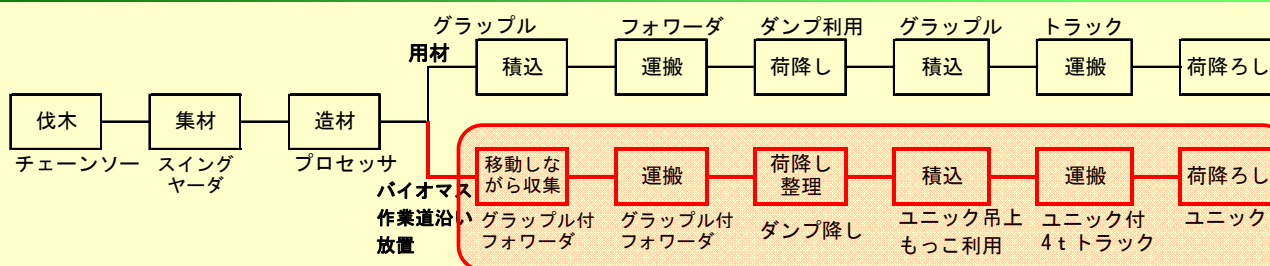 グラップル
フォワーダ
ダンプ利用
グラップル
トラック
用材
積込
運搬
荷降し
積込
運搬
荷降ろし
伐木
集材
造材
チェーンソー
スイング
ヤーダ
プロセッサ
移動しな
がら収集
運搬
荷降し
整理
積込
運搬
荷降ろし
バイオマス
作業道沿い
放置
グラップル付
フォワーダ
グラップル付
フォワーダ
ダンプ降し
ユニック吊上
もっこ利用
ユニック付
4ｔトラック
ユニック